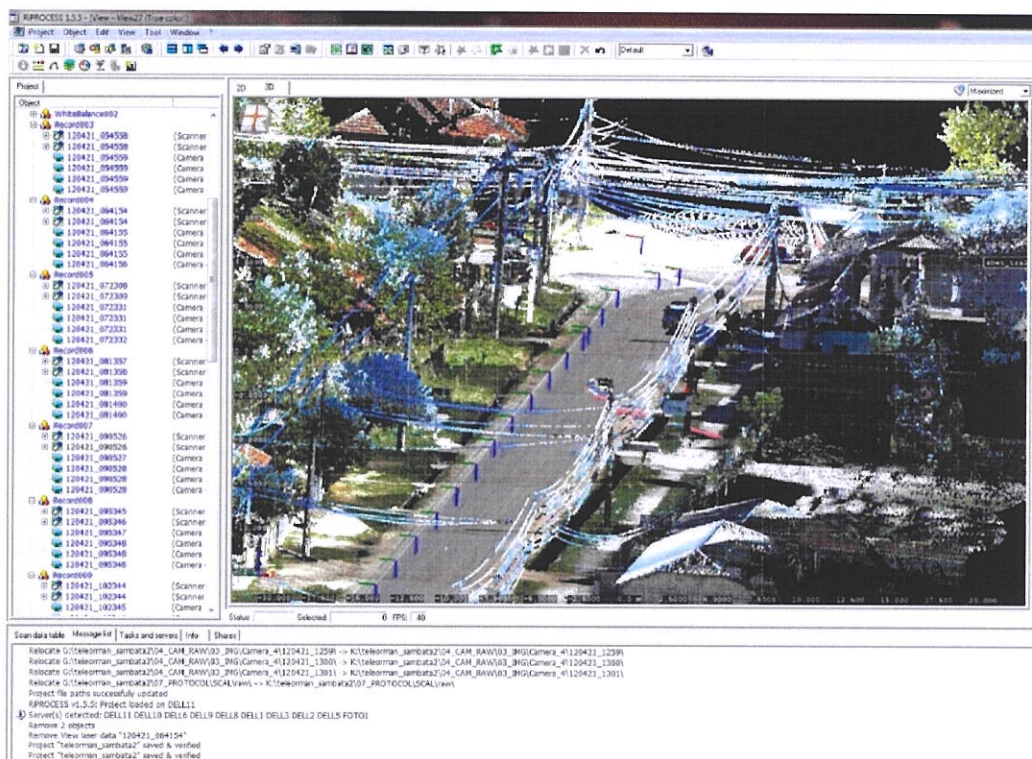 RiPROCESS 1.5.5 - [View - View27 (True color)]
Project Object Edit View Tool Window ?
Default
Project
2D 3D
Maximized
Object
WhiteBalance002
Record003
120421_054558 (Scanner
120421_054558 (Scanner
120421_054559 (Camera
120421_054559 (Camera
120421_054559 (Camera
120421_054559 (Camera
Record004
120421_064154 (Scanner
120421_064154 (Scanner
120421_064155 (Camera
120421_064155 (Camera
120421_064155 (Camera
120421_064156 (Camera
Record005
120421_072308 (Scanner
120421_072309 (Scanner
120421_072331 (Camera
120421_072331 (Camera
120421_072331 (Camera
120421_072332 (Camera
Record006
120421_081357 (Scanner
120421_081358 (Scanner
120421_081359 (Camera
120421_081359 (Camera
120421_081400 (Camera
120421_081400 (Camera
Record007
120421_090526 (Scanner
120421_090526 (Scanner
120421_090527 (Camera
120421_090528 (Camera
120421_090528 (Camera
120421_090528 (Camera
Record008
120421_095345 (Scanner
120421_095346 (Scanner
120421_095347 (Camera
120421_095348 (Camera
120421_095348 (Camera
120421_095348 (Camera
Record009
120421_102344 (Scanner
120421_102344 (Scanner
120421_102345 (Camera
Status Selected: 0 FPS: 40
Scan data table Message list Tasks and servers Info Shares
Relocate G:\teleorman_sambata2\04_CAM_RAW\03_IMG\Camera_4\120421_1259\ -> K:\teleorman_sambata2\04_CAM_RAW\03_IMG\Camera_4\120421_1259\
Relocate G:\teleorman_sambata2\04_CAM_RAW\03_IMG\Camera_4\120421_1300\ -> K:\teleorman_sambata2\04_CAM_RAW\03_IMG\Camera_4\120421_1300\
Relocate G:\teleorman_sambata2\04_CAM_RAW\03_IMG\Camera_4\120421_1301\ -> K:\teleorman_sambata2\04_CAM_RAW\03_IMG\Camera_4\120421_1301\
Relocate G:\teleorman_sambata2\07_PROTOCOL\SCAL\raw\ -> K:\teleorman_sambata2\07_PROTOCOL\SCAL\raw\
Project file paths successfully updated
RiPROCESS v1.5.5: Project loaded on DELL11
Server(s) detected: DELL11 DELL10 DELL6 DELL9 DELL8 DELL1 DELL3 DELL2 DELL5 FOTO1
Remove 2 objects
Remove View laser data "120421_064154"
Project "teleorman_sambata2" saved & verified
Project "teleorman_sambata2" saved & verified